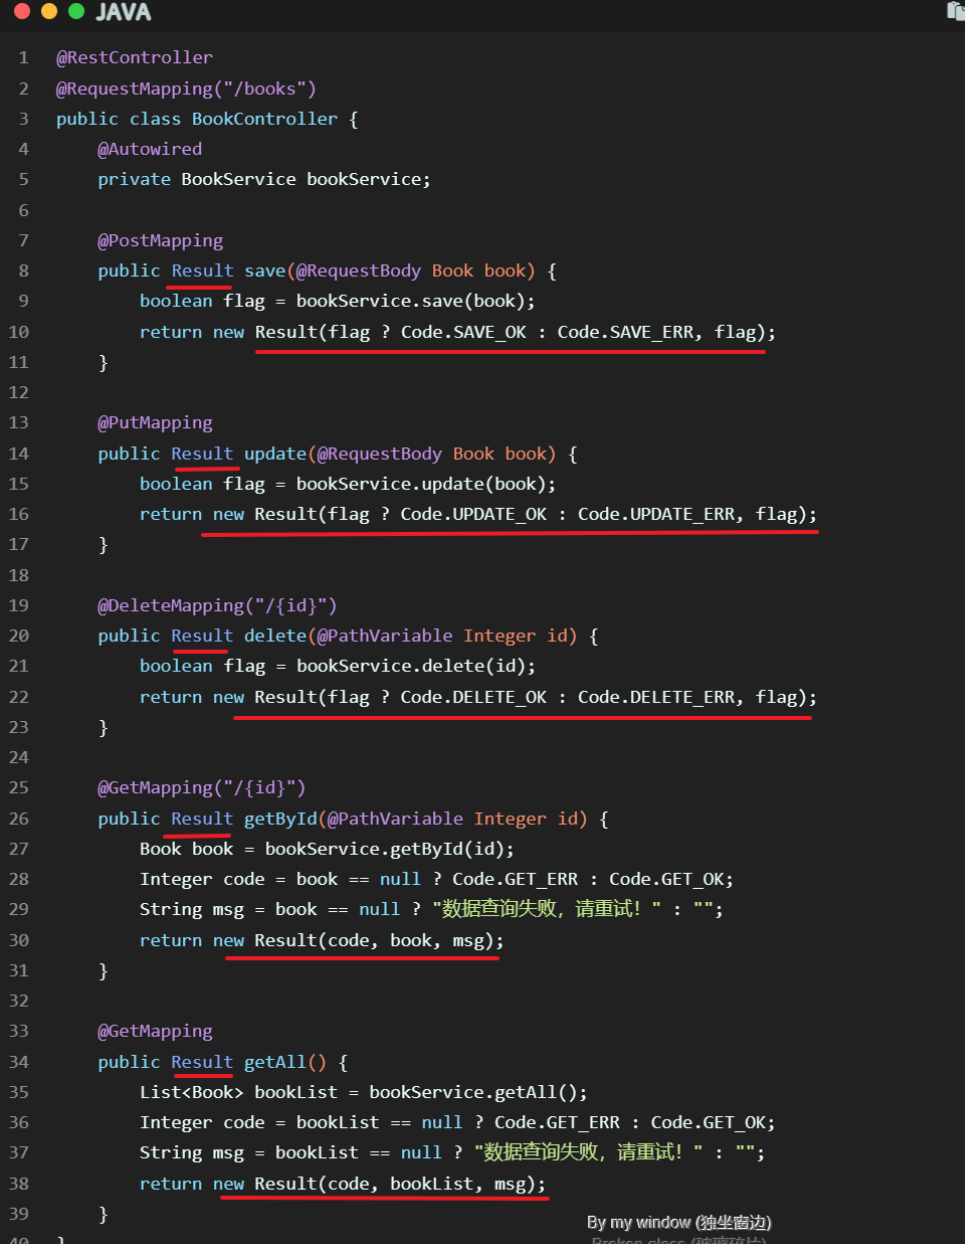 JAVA
1 @RestController
2 @RequestMapping("/books")
3 public class BookController {
4 @Autowired
5 private BookService bookService;
6
7 @PostMapping
8 public Result save(@RequestBody Book book) {
9 boolean flag = bookService.save(book);
10 return new Result(flag ? Code.SAVE_OK : Code.SAVE_ERR, flag);
11 }
12
13 @PutMapping
14 public Result update(@RequestBody Book book) {
15 boolean flag = bookService.update(book);
16 return new Result(flag ? Code.UPDATE_OK : Code.UPDATE_ERR, flag);
17 }
18
19 @DeleteMapping("/{id}")
20 public Result delete(@PathVariable Integer id) {
21 boolean flag = bookService.delete(id);
22 return new Result(flag ? Code.DELETE_OK : Code.DELETE_ERR, flag);
23 }
24
25 @GetMapping("/{id}")
26 public Result getById(@PathVariable Integer id) {
27 Book book = bookService.getById(id);
28 Integer code = book == null ? Code.GET_ERR : Code.GET_OK;
29 String msg = book == null ? "数据查询失败，请重试！" : "";
30 return new Result(code, book, msg);
31 }
32
33 @GetMapping
34 public Result getAll() {
35 List<Book> bookList = bookService.getAll();
36 Integer code = bookList == null ? Code.GET_ERR : Code.GET_OK;
37 String msg = bookList == null ? "数据查询失败，请重试！" : "";
38 return new Result(code, bookList, msg);
39 }
By my window (独坐窗边)
40 }
Broken glass (玻璃碎片)